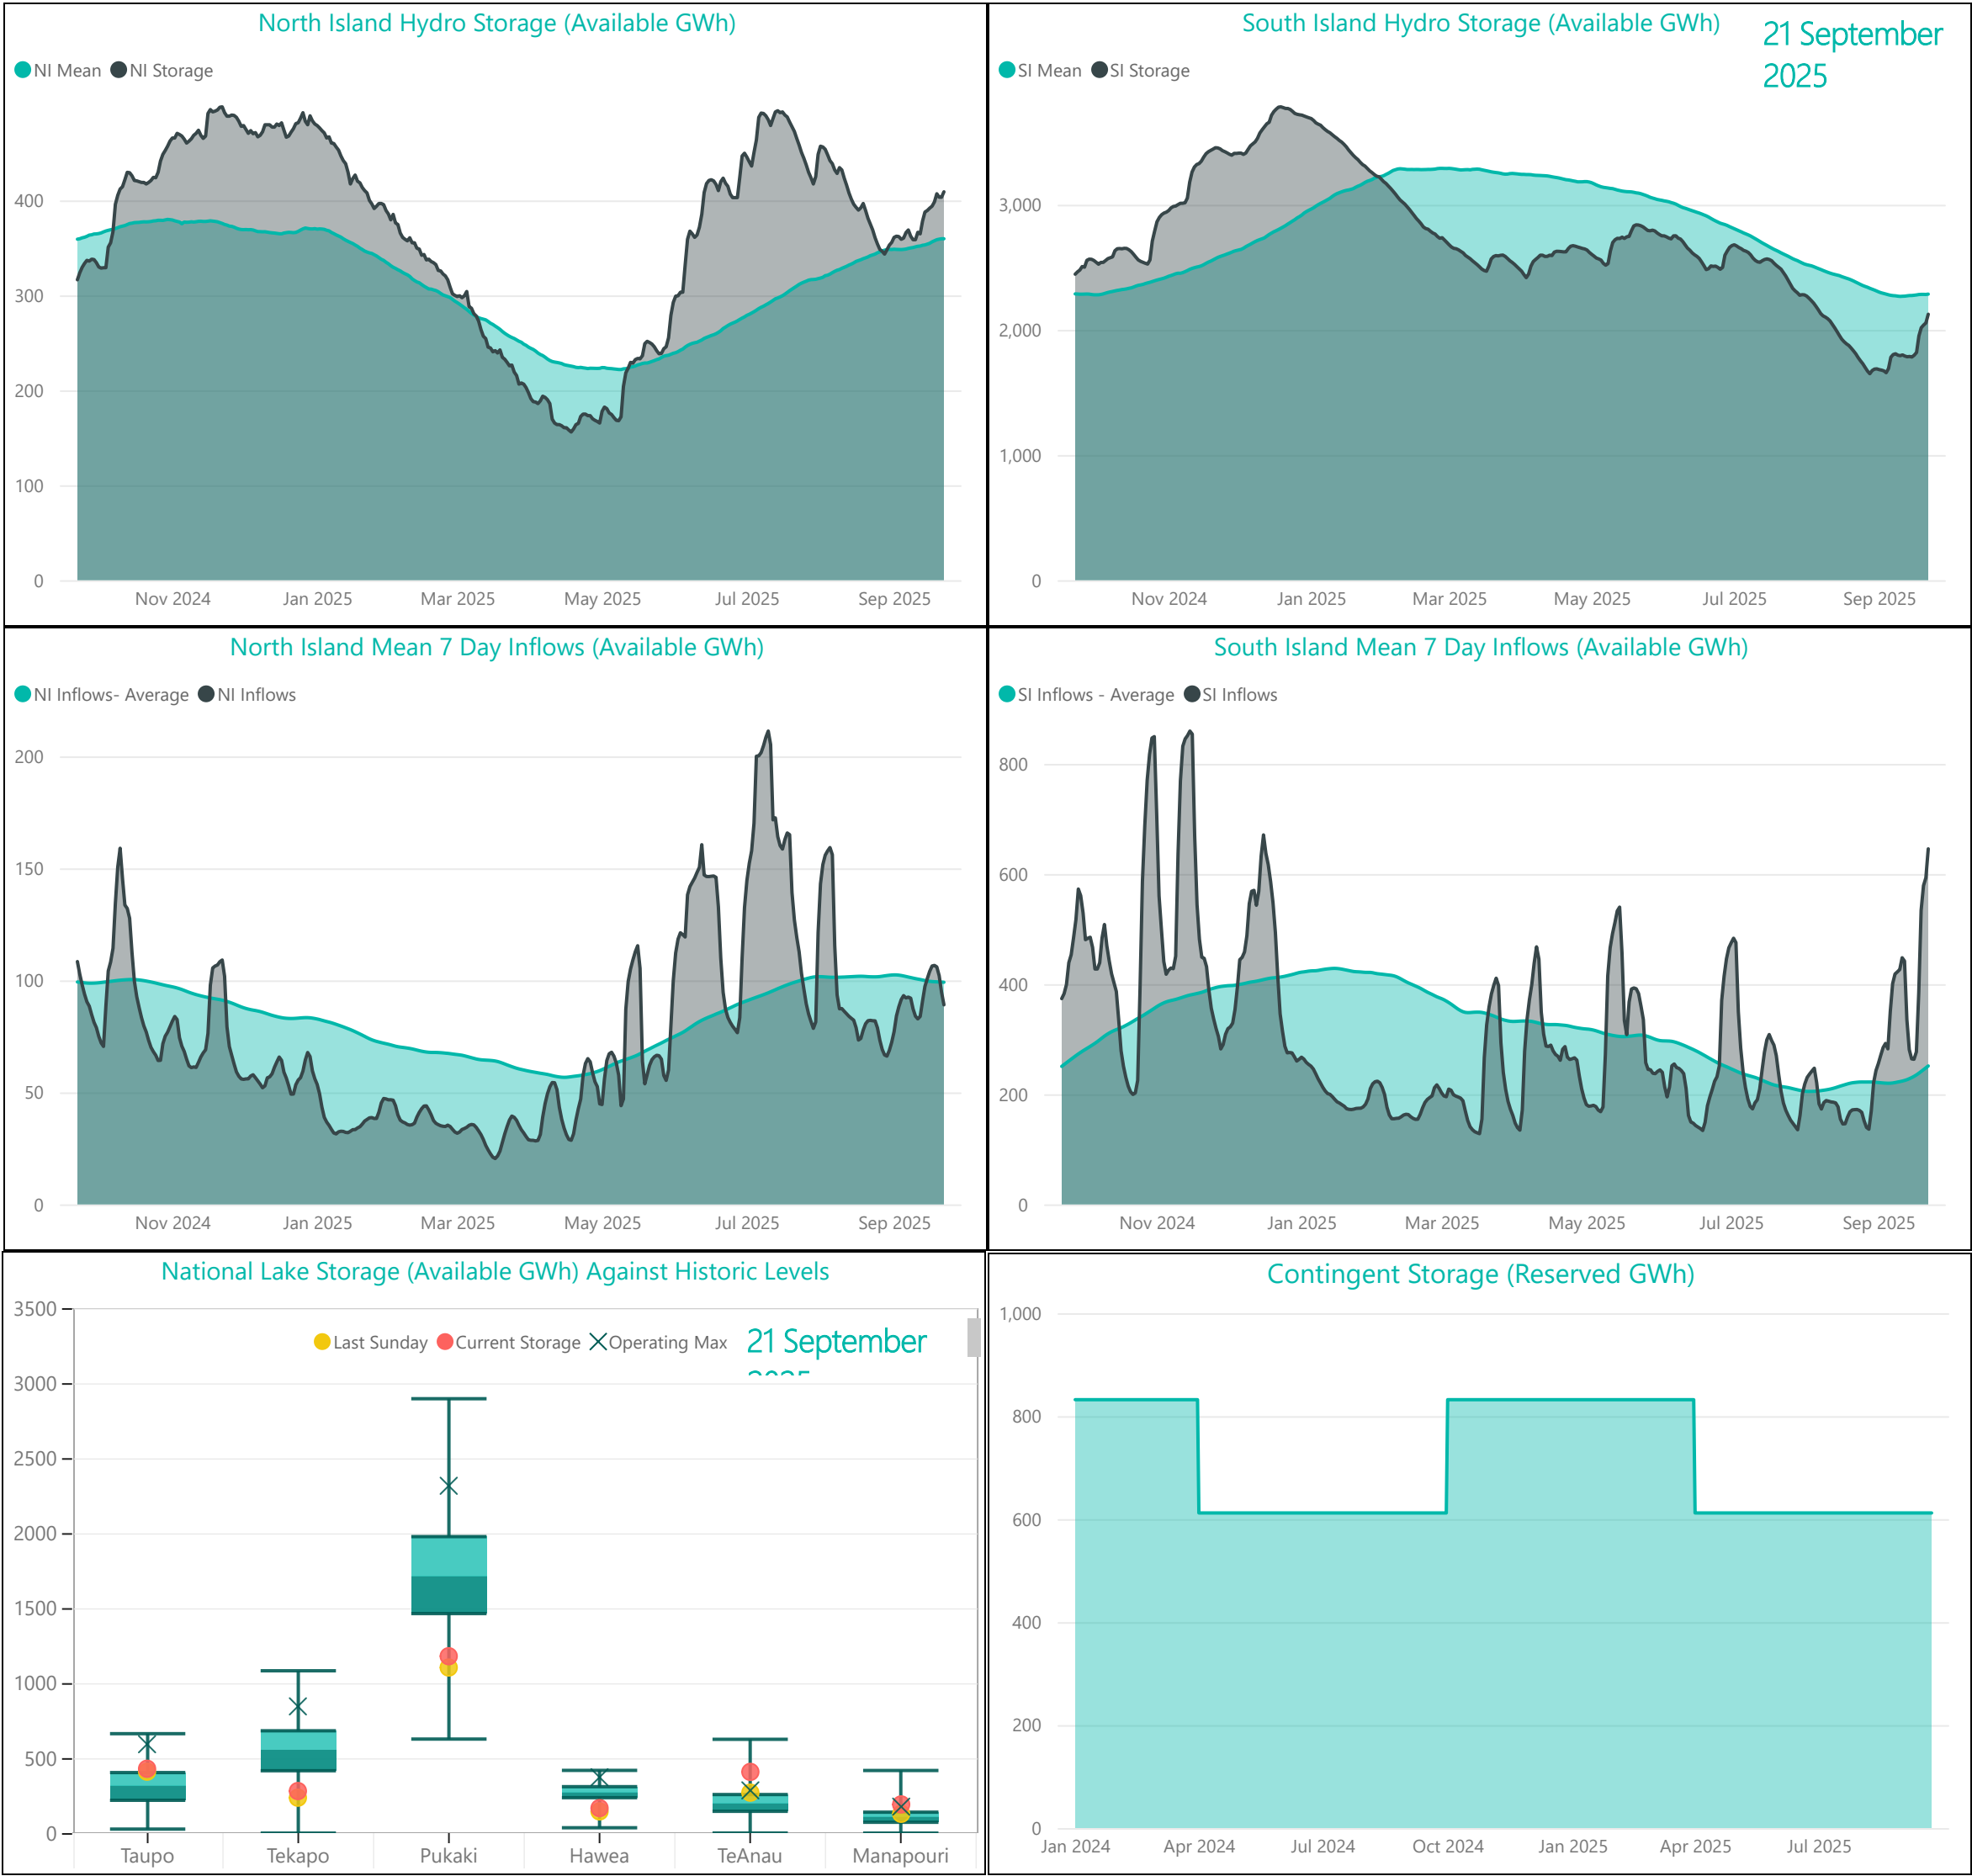 North Island Hydro Storage (Available GWh)
NI Mean NI Storage
400
300
200
100
0
Nov 2024 Jan 2025 Mar 2025 May 2025 Jul 2025 Sep 2025
South Island Hydro Storage (Available GWh)
21 September
2025
SI Mean SI Storage
3,000
2,000
1,000
0
Nov 2024 Jan 2025 Mar 2025 May 2025 Jul 2025 Sep 2025
North Island Mean 7 Day Inflows (Available GWh)
NI Inflows- Average NI Inflows
200
150
100
50
0
Nov 2024 Jan 2025 Mar 2025 May 2025 Jul 2025 Sep 2025
South Island Mean 7 Day Inflows (Available GWh)
SI Inflows - Average SI Inflows
800
600
400
200
0
Nov 2024 Jan 2025 Mar 2025 May 2025 Jul 2025 Sep 2025
National Lake Storage (Available GWh) Against Historic Levels
Last Sunday Current Storage Operating Max
21 September
3500
3000
2500
2000
1500
1000
500
0
Taupo Tekapo Pukaki Hawea TeAnau Manapouri
Contingent Storage (Reserved GWh)
1,000
800
600
400
200
0
Jan 2024 Apr 2024 Jul 2024 Oct 2024 Jan 2025 Apr 2025 Jul 2025